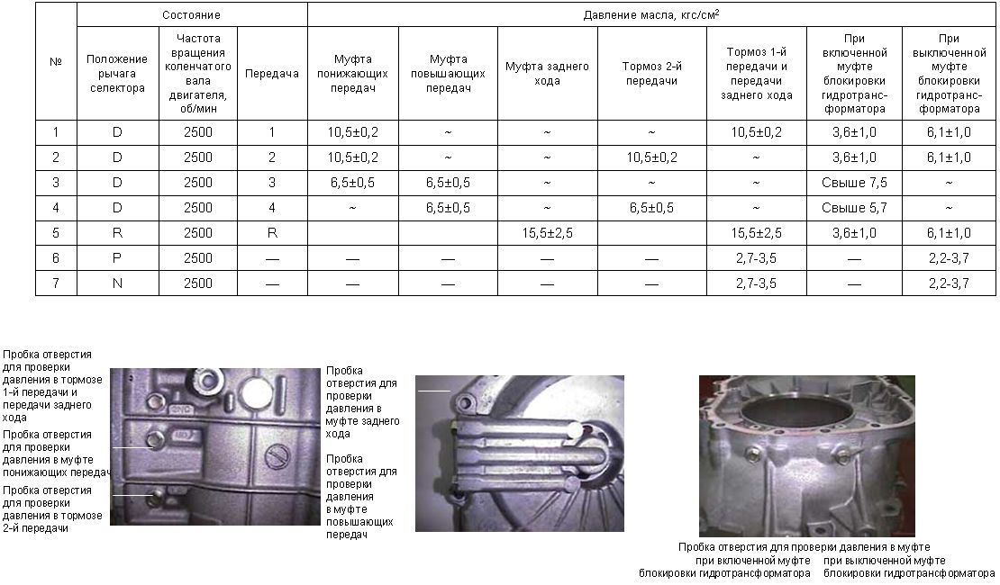 Состояние
Давление масла, кгс/см²
№
Положение
рычага
селектора
Частота
вращения
коленчатого
вала
двигателя,
об/мин
Передача
Муфта
понижающих
передач
Муфта
повышающих
передач
Муфта заднего
хода
Тормоз 2-й
передачи
Тормоз 1-й
передачи и
передачи
заднего хода
При
включенной
муфте
блокировки
гидротранс-
форматора
При
выключенной
муфте
блокировки
гидротранс-
форматора
1 D 2500 1 10,5±0,2 ~ ~ ~ 10,5±0,2 3,6±1,0 6,1±1,0
2 D 2500 2 10,5±0,2 ~ ~ 10,5±0,2 ~ 3,6±1,0 6,1±1,0
3 D 2500 3 6,5±0,5 6,5±0,5 ~ ~ ~ Свыше 7,5 ~
4 D 2500 4 ~ 6,5±0,5 ~ 6,5±0,5 ~ Свыше 5,7 ~
5 R 2500 R 15,5±2,5 15,5±2,5 3,6±1,0 6,1±1,0
6 P 2500 — — — — — 2,7-3,5 — 2,2-3,7
7 N 2500 — — — — — 2,7-3,5 — 2,2-3,7
Пробка отверстия
для проверки
давления в тормозе
1-й передачи и
передачи заднего
хода
Пробка отверстия
для проверки
давления в муфте
понижающих передач
Пробка отверстия
для проверки
давления в тормозе
2-й передачи
Пробка
отверстия для
проверки
давления в
муфте заднего
хода
Пробка
отверстия для
проверки
давления
в муфте
повышающих
передач
Пробка отверстия для проверки давления в муфте
при включенной муфте
блокировки гидротрансформатора
при выключенной муфте
блокировки гидротрансформатора